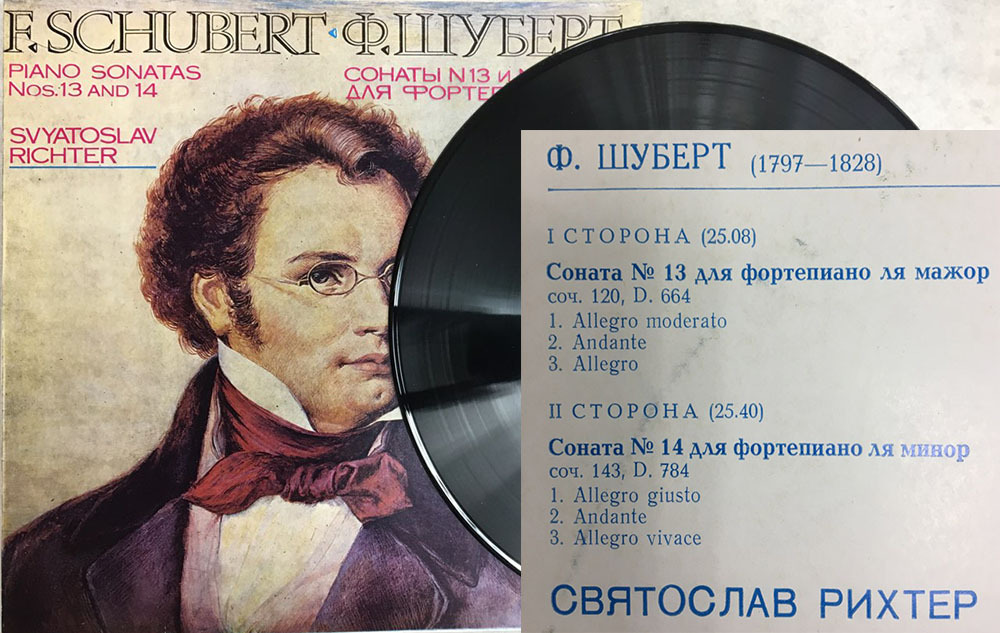 F. SCHUBERT · Ф. ШУБЕРТ
PIANO SONATAS
Nos. 13 AND 14
СОНАТЫ N 13 И
ДЛЯ
SVYATOSLAV
RICHTER
Ф. ШУБЕРТ (1797—1828)
I СТОРОНА (25.08)
Соната № 13 для фортепиано ля мажор
соч. 120, D. 664
1. Allegro moderato
2. Andante
3. Allegro
II СТОРОНА (25.40)
Соната № 14 для фортепиано ля минор
соч. 143, D. 784
1. Allegro giusto
2. Andante
3. Allegro vivace
СВЯТОСЛАВ РИХТЕР